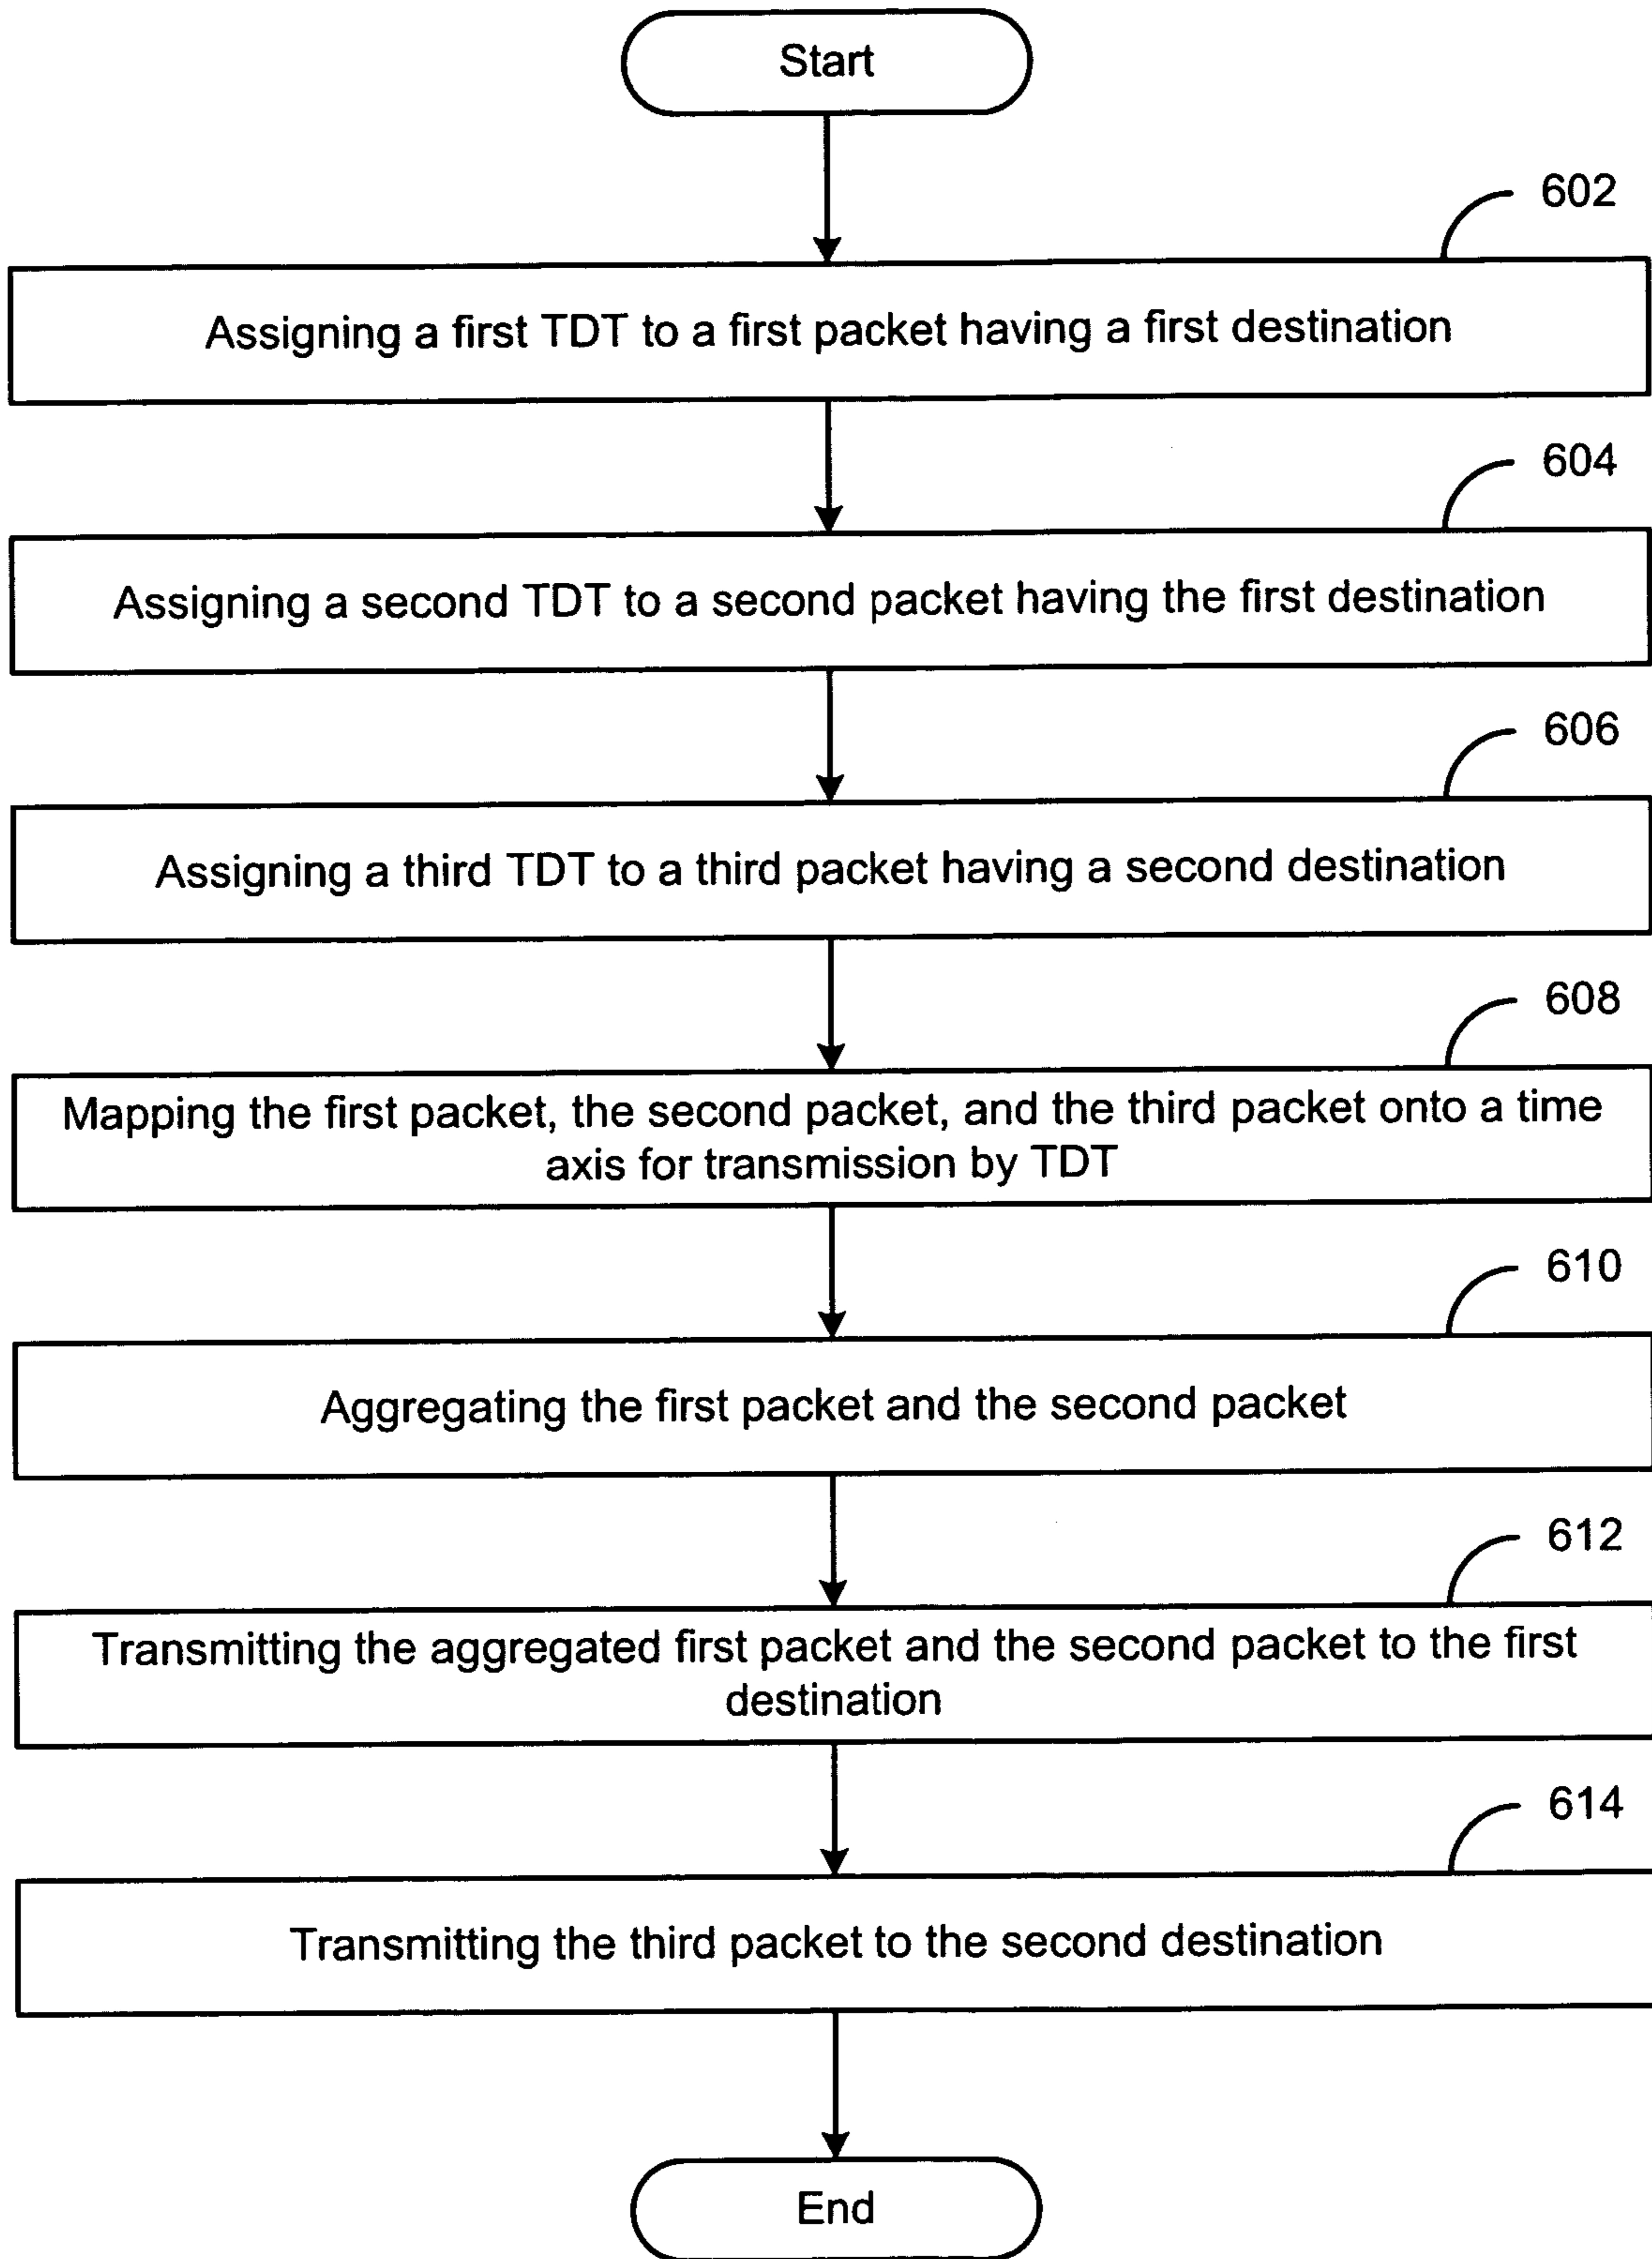 Start
602
Assigning a first TDT to a first packet having a first destination
604
Assigning a second TDT to a second packet having the first destination
606
Assigning a third TDT to a third packet having a second destination
608
Mapping the first packet, the second packet, and the third packet onto a time
axis for transmission by TDT
610
Aggregating the first packet and the second packet
612
Transmitting the aggregated first packet and the second packet to the first
destination
614
Transmitting the third packet to the second destination
End